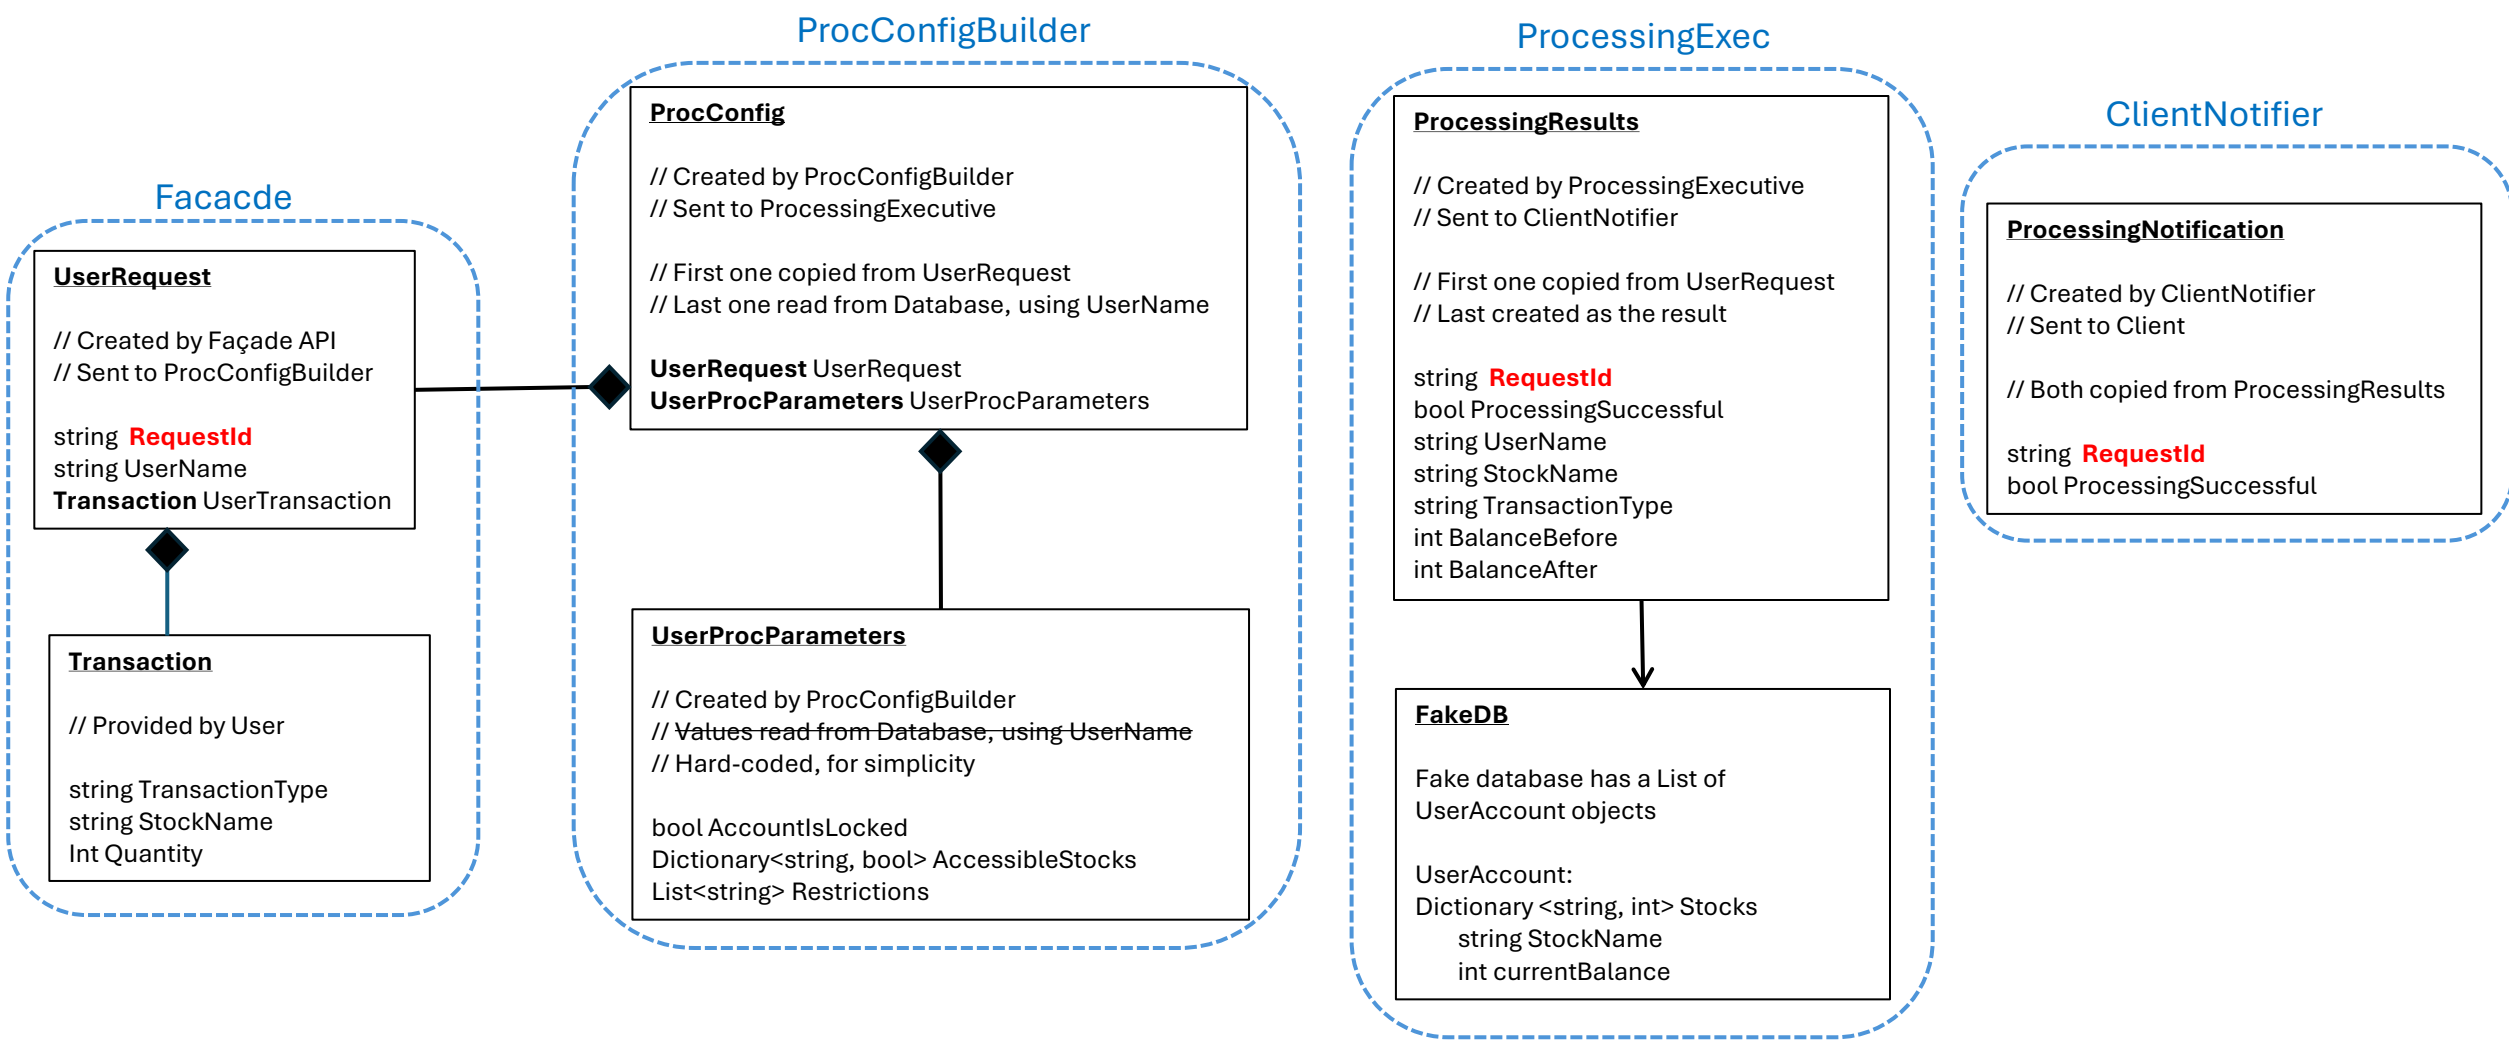 Facacde
UserRequest
// Created by Façade API
// Sent to ProcConfigBuilder
string RequestId
string UserName
Transaction UserTransaction
Transaction
// Provided by User
string TransactionType
string StockName
Int Quantity
ProcConfigBuilder
ProcConfig
// Created by ProcConfigBuilder
// Sent to ProcessingExecutive
// First one copied from UserRequest
// Last one read from Database, using UserName
UserRequest UserRequest
UserProcParameters UserProcParameters
UserProcParameters
// Created by ProcConfigBuilder
// Values read from Database, using UserName
// Hard-coded, for simplicity
bool AccountIsLocked
Dictionary<string, bool> AccessibleStocks
List<string> Restrictions
ProcessingExec
ProcessingResults
// Created by ProcessingExecutive
// Sent to ClientNotifier
// First one copied from UserRequest
// Last created as the result
string RequestId
bool ProcessingSuccessful
string UserName
string StockName
string TransactionType
int BalanceBefore
int BalanceAfter
FakeDB
Fake database has a List of
UserAccount objects
UserAccount:
Dictionary <string, int> Stocks
string StockName
int currentBalance
ClientNotifier
ProcessingNotification
// Created by ClientNotifier
// Sent to Client
// Both copied from ProcessingResults
string RequestId
bool ProcessingSuccessful